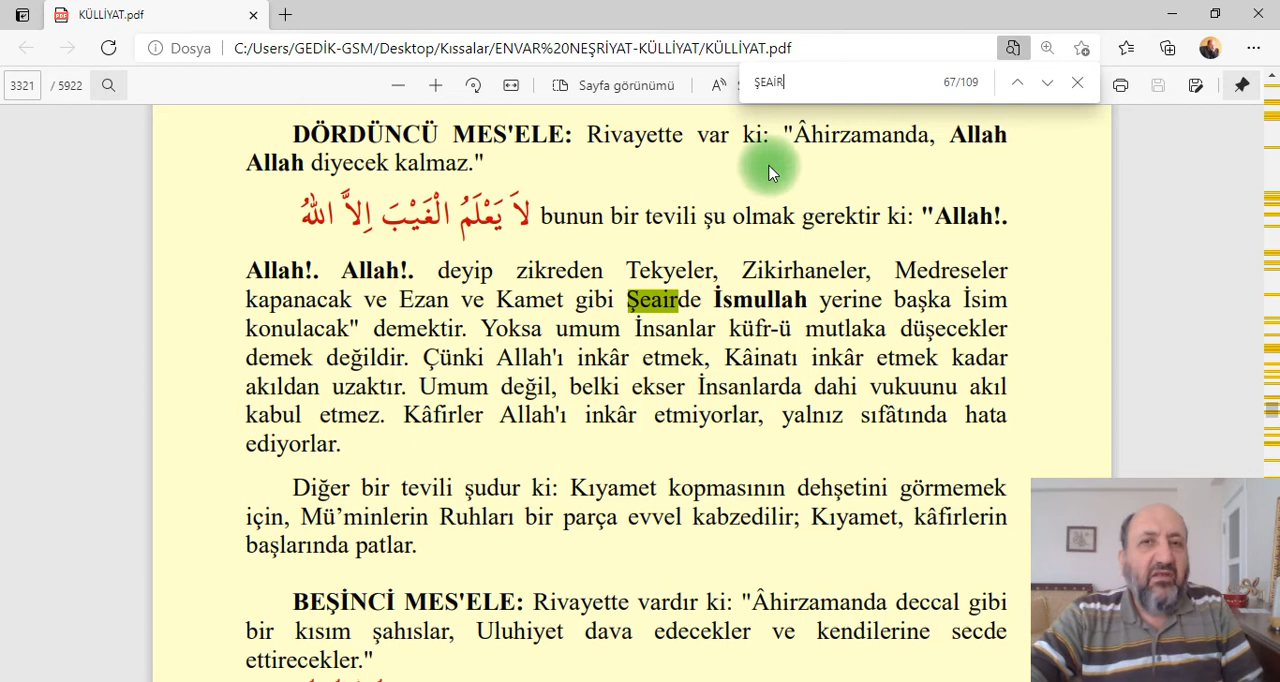 KÜLLİYAT.pdf
Dosya
C:/Users/GEDİK-GSM/Desktop/Kıssalar/ENVAR%20NEŞRİYAT-KÜLLİYAT/KÜLLİYAT.pdf
3321 / 5922
Sayfa görünümü
ŞEAİR 67/109
DÖRDÜNCÜ MES'ELE: Rivayette var ki: "Âhirzamanda, Allah
Allah diyecek kalmaz."
لاَ يَعْلَمُ الْغَيْبَ اِلاَّ اللّٰهُ bunun bir tevili şu olmak gerektir ki: "Allah!.
Allah!. Allah!. deyip zikreden Tekyeler, Zikirhaneler, Medreseler
kapanacak ve Ezan ve Kamet gibi Şeairde İsmullah yerine başka İsim
konulacak" demektir. Yoksa umum İnsanlar küfr-ü mutlaka düşecekler
demek değildir. Çünki Allah'ı inkâr etmek, Kâinatı inkâr etmek kadar
akıldan uzaktır. Umum değil, belki ekser İnsanlarda dahi vukuunu akıl
kabul etmez. Kâfirler Allah'ı inkâr etmiyorlar, yalnız sıfâtında hata
ediyorlar.
Diğer bir tevili şudur ki: Kıyamet kopmasının dehşetini görmemek
için, Mü’minlerin Ruhları bir parça evvel kabzedilir; Kıyamet, kâfirlerin
başlarında patlar.
BEŞİNCİ MES'ELE: Rivayette vardır ki: "Âhirzamanda deccal gibi
bir kısım şahıslar, Uluhiyet dava edecekler ve kendilerine secde
ettirecekler."